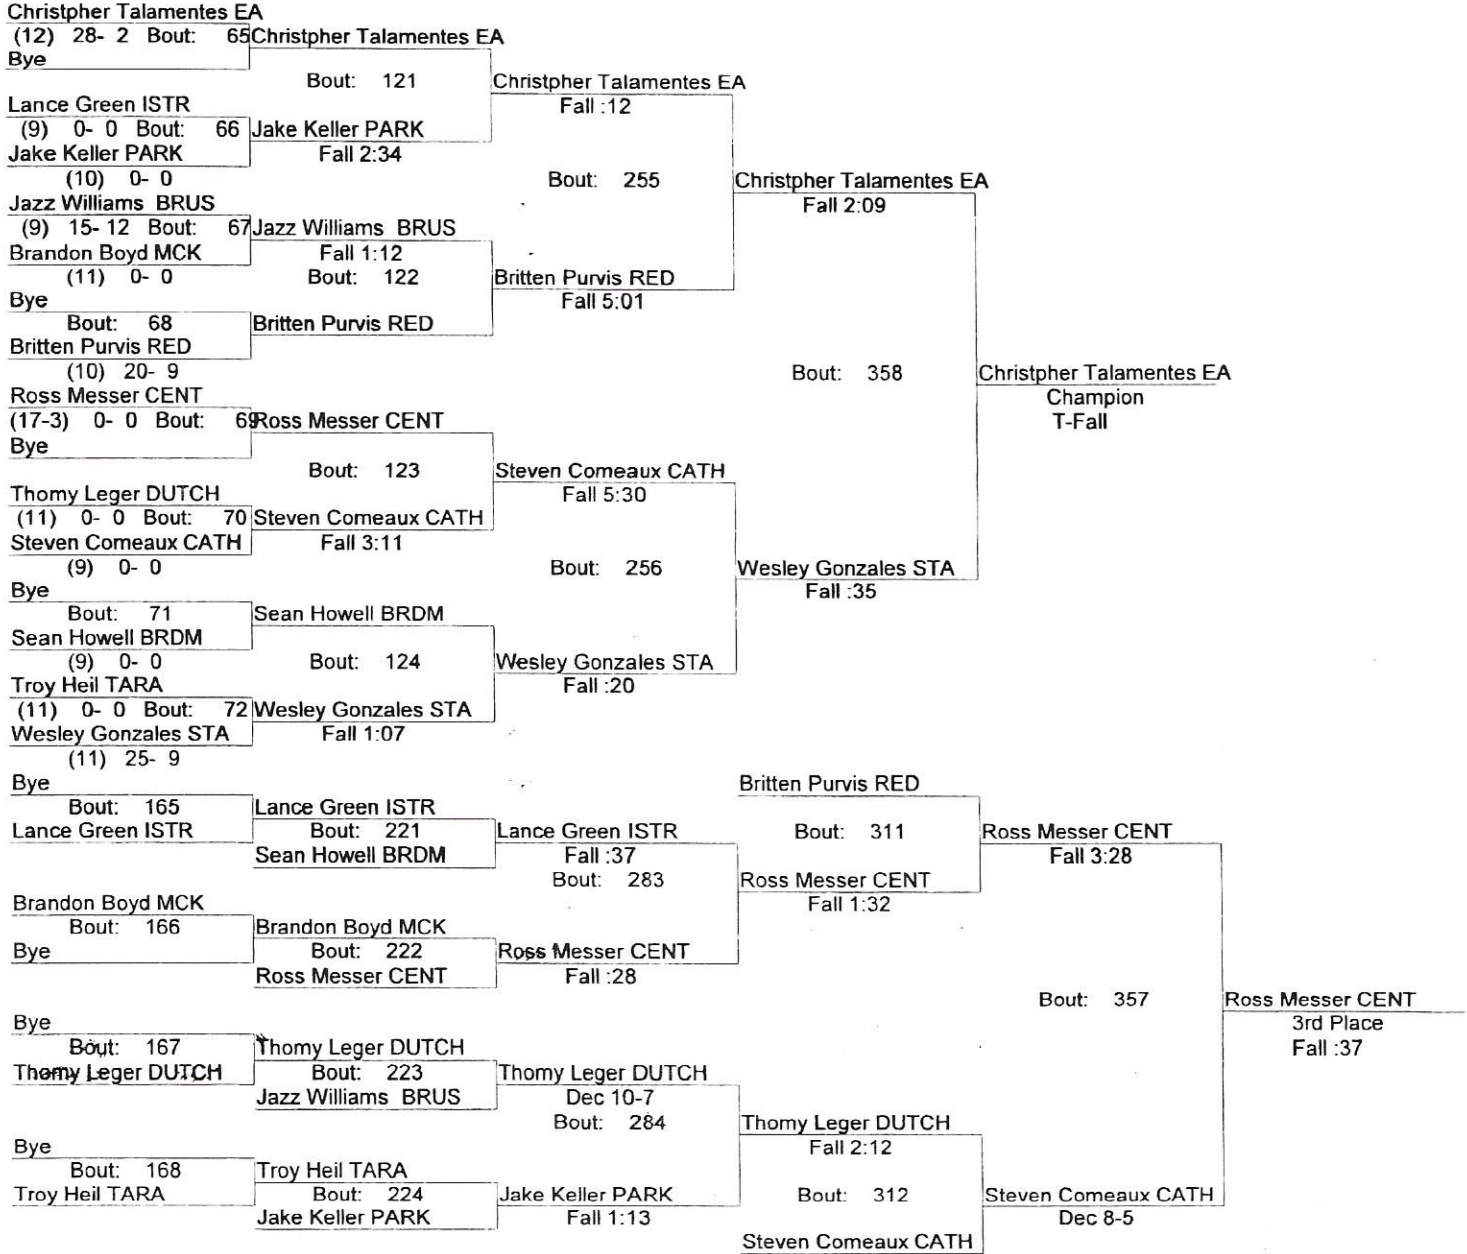 Christpher Talamentes EA
(12) 28- 2 Bout: 65 Christpher Talamentes EA
Bye
Bout: 121 Christpher Talamentes EA
Lance Green ISTR Fall :12
(9) 0- 0 Bout: 66 Jake Keller PARK
Jake Keller PARK Fall 2:34
(10) 0- 0 Bout: 255 Christpher Talamentes EA
Jazz Williams BRUS Fall 2:09
(9) 15- 12 Bout: 67 Jazz Williams BRUS
Brandon Boyd MCK Fall 1:12
(11) 0- 0 Bout: 122 Britten Purvis RED
Bye Fall 5:01
Bout: 68 Britten Purvis RED
Britten Purvis RED
(10) 20- 9 Bout: 358 Christpher Talamentes EA
Ross Messer CENT Champion
(17-3) 0- 0 Bout: 69 Ross Messer CENT T-Fall
Bye
Bout: 123 Steven Comeaux CATH
Thomy Leger DUTCH Fall 5:30
(11) 0- 0 Bout: 70 Steven Comeaux CATH
Steven Comeaux CATH Fall 3:11
(9) 0- 0 Bout: 256 Wesley Gonzales STA
Bye Fall :35
Bout: 71 Sean Howell BRDM
Sean Howell BRDM
(9) 0- 0 Bout: 124 Wesley Gonzales STA
Troy Heil TARA Fall :20
(11) 0- 0 Bout: 72 Wesley Gonzales STA
Wesley Gonzales STA Fall 1:07
(11) 25- 9
Bye Britten Purvis RED
Bout: 165 Lance Green ISTR
Lance Green ISTR Bout: 221 Lance Green ISTR Bout: 311 Ross Messer CENT
Sean Howell BRDM Fall :37 Fall 3:28
Bout: 283 Ross Messer CENT
Brandon Boyd MCK Fall 1:32
Bout: 166 Brandon Boyd MCK
Bye Bout: 222 Ross Messer CENT
Ross Messer CENT Fall :28
Bout: 357 Ross Messer CENT
Bye 3rd Place
Bout: 167 Thomy Leger DUTCH Fall :37
Thomy Leger DUTCH Bout: 223 Thomy Leger DUTCH
Jazz Williams BRUS Dec 10-7
Bout: 284 Thomy Leger DUTCH
Bye Fall 2:12
Bout: 168 Troy Heil TARA
Troy Heil TARA Bout: 224 Jake Keller PARK Bout: 312 Steven Comeaux CATH
Jake Keller PARK Fall 1:13 Dec 8-5
Steven Comeaux CATH